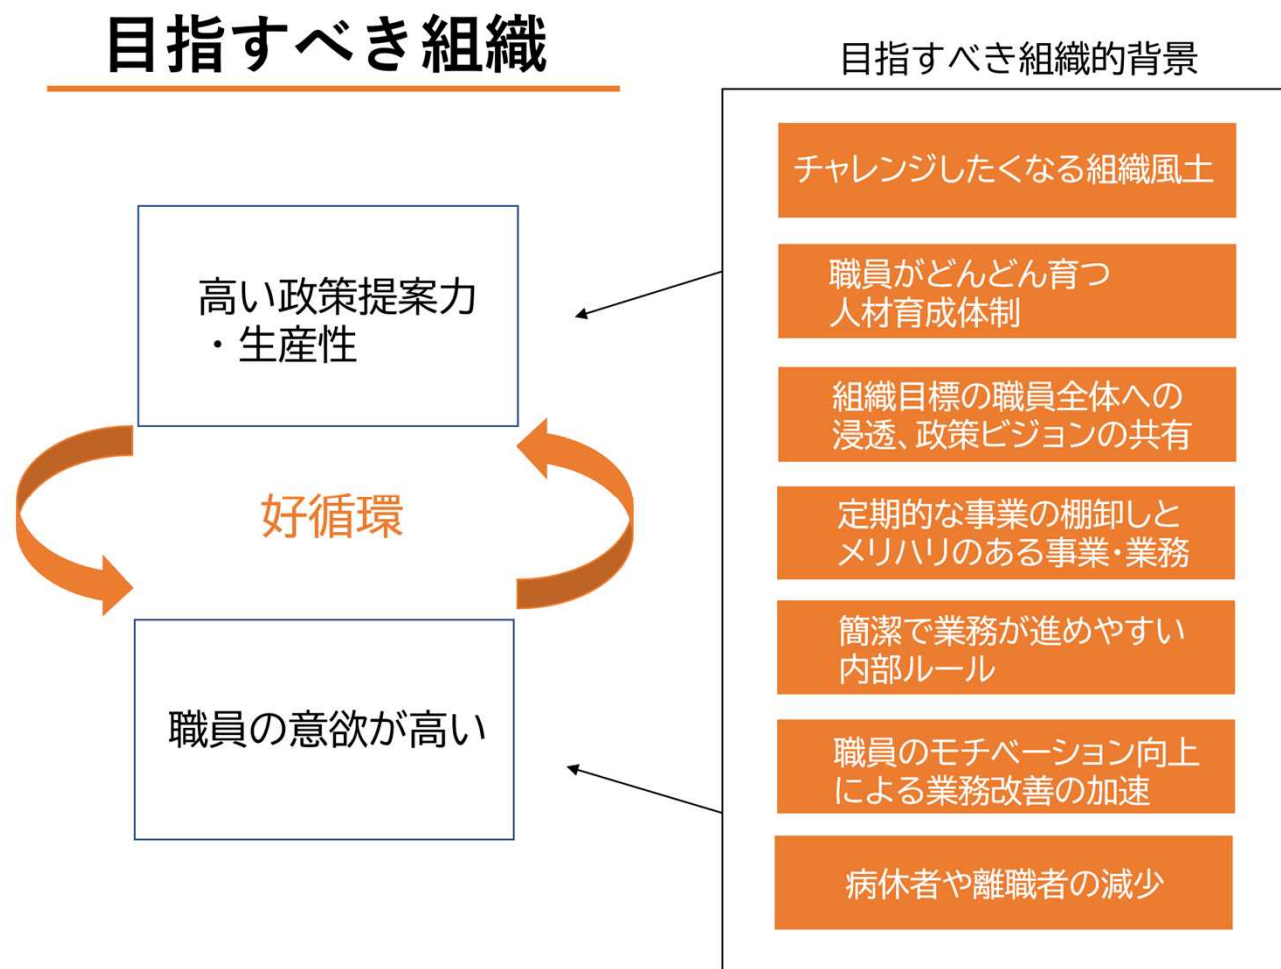 目指すべき組織
高い政策提案力
・生産性
好循環
職員の意欲が高い
目指すべき組織的背景
チャレンジしたくなる組織風土
職員がどんどん育つ
人材育成体制
組織目標の職員全体への
浸透、政策ビジョンの共有
定期的な事業の棚卸しと
メリハリのある事業・業務
簡潔で業務が進めやすい
内部ルール
職員のモチベーション向上
による業務改善の加速
病休者や離職者の減少